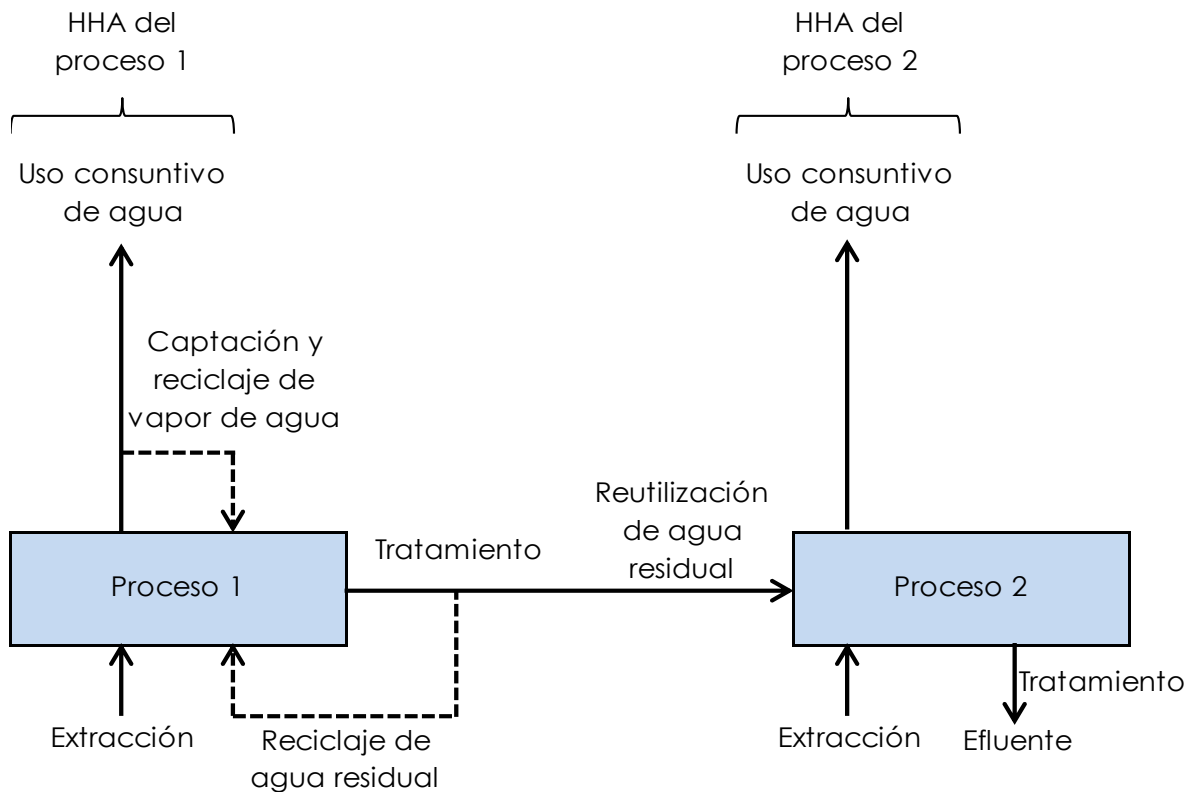 HHA del
proceso 1
HHA del
proceso 2
Uso consuntivo
de agua
Uso consuntivo
de agua
Captación y
reciclaje de
vapor de agua
Reutilización
de agua
residual
Tratamiento
Proceso 1
Proceso 2
Tratamiento
Extracción
Reciclaje de
agua residual
Extracción
Efluente